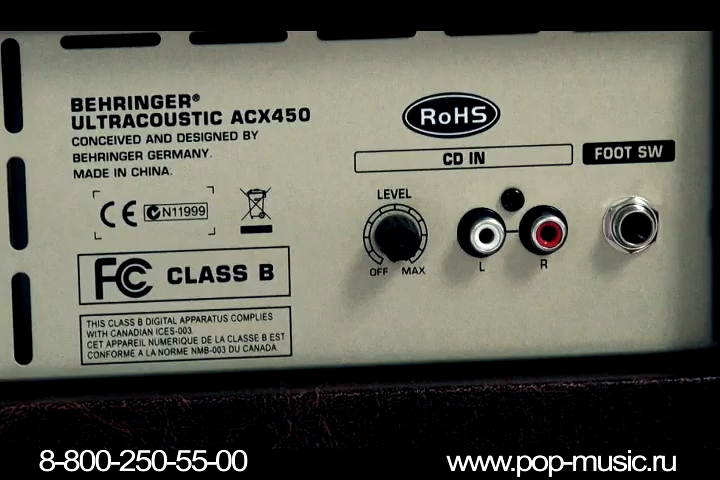 BEHRINGER®
ULTRACOUSTIC ACX450
CONCEIVED AND DESIGNED BY
BEHRINGER GERMANY.
MADE IN CHINA.
CE N11999
FC CLASS B
THIS CLASS B DIGITAL APPARATUS COMPLIES
WITH CANADIAN ICES-003.
CET APPAREIL NUMERIQUE DE LA CLASSE B EST
CONFORME A LA NORME NMB-003 DU CANADA
RoHS
CD IN
FOOT SW
LEVEL
OFF MAX
L R
8-800-250-55-00
www.pop-music.ru